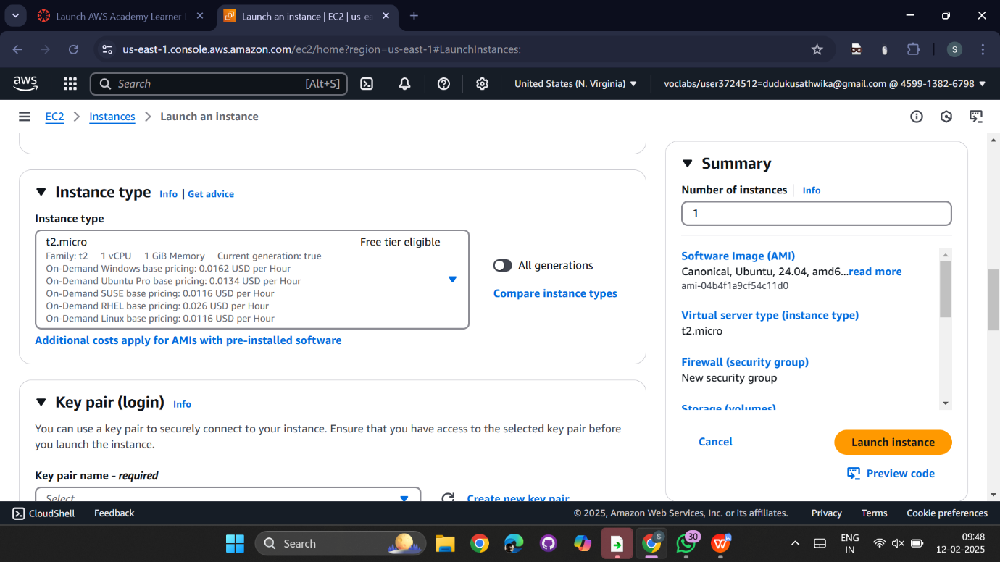 Launch AWS Academy Learner
Launch an instance | EC2 | us-ea
us-east-1.console.aws.amazon.com/ec2/home?region=us-east-1#LaunchInstances:
S
aws
Search
[Alt+S]
United States (N. Virginia)
voclabs/user3724512=dudukusathwika@gmail.com @ 4599-1382-6798
EC2
Instances
Launch an instance
Instance type
Info | Get advice
Instance type
t2.micro
Free tier eligible
Family: t2 1 vCPU 1 GiB Memory Current generation: true
On-Demand Windows base pricing: 0.0162 USD per Hour
On-Demand Ubuntu Pro base pricing: 0.0134 USD per Hour
On-Demand SUSE base pricing: 0.0116 USD per Hour
On-Demand RHEL base pricing: 0.026 USD per Hour
On-Demand Linux base pricing: 0.0116 USD per Hour
All generations
Compare instance types
Additional costs apply for AMIs with pre-installed software
Key pair (login)
Info
You can use a key pair to securely connect to your instance. Ensure that you have access to the selected key pair before
you launch the instance.
Key pair name - required
Select
Create new key pair
Summary
Number of instances
Info
1
Software Image (AMI)
Canonical, Ubuntu, 24.04, amd6...read more
ami-04b4f1a9cf54c11d0
Virtual server type (instance type)
t2.micro
Firewall (security group)
New security group
Storage (volumes)
Cancel
Launch instance
Preview code
CloudShell
Feedback
© 2025, Amazon Web Services, Inc. or its affiliates.
Privacy
Terms
Cookie preferences
Search
S
30
W
ENG
IN
09:48
12-02-2025